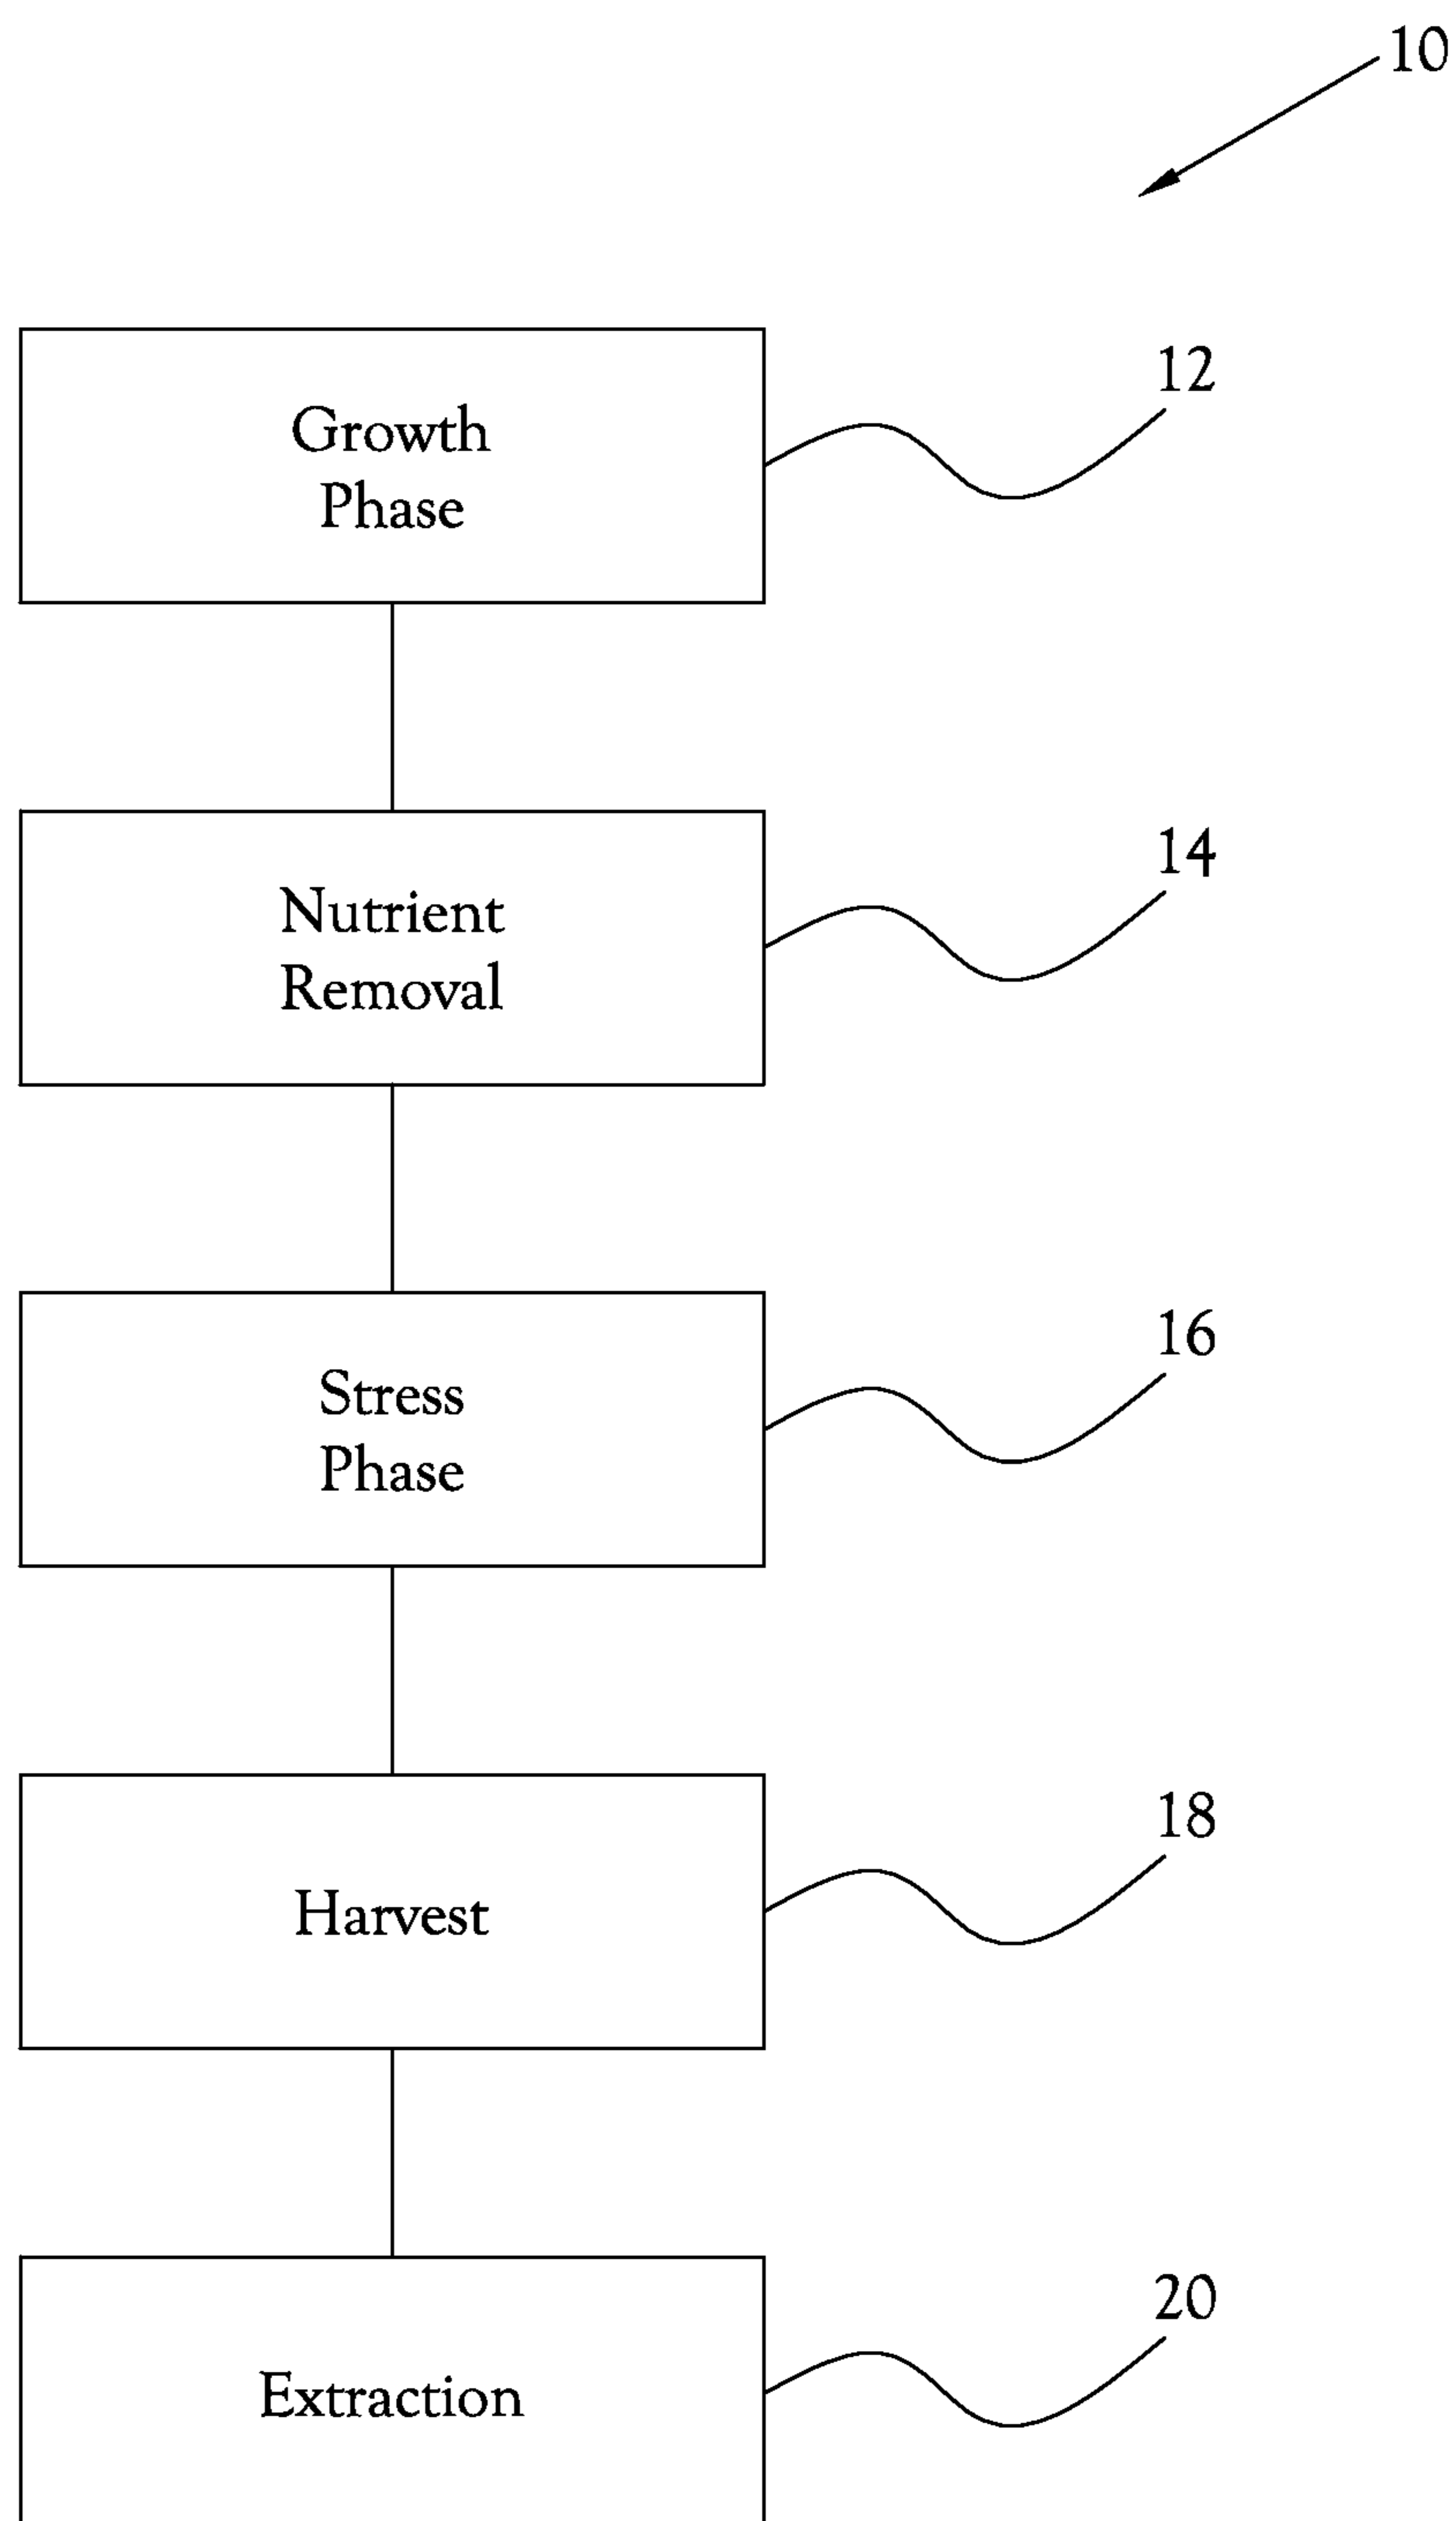 10
12
Growth
Phase
14
Nutrient
Removal
16
Stress
Phase
18
Harvest
20
Extraction